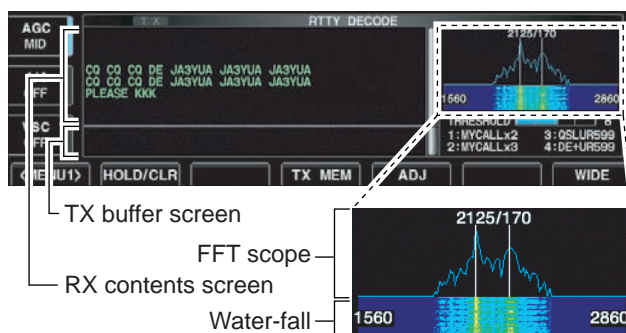 AGC
MID
TX
RTTY DECODE
OFF
VSC
OFF
CQ CQ CQ DE JA3YUA JA3YUA JA3YUA
CQ CQ CQ DE JA3YUA JA3YUA JA3YUA
PLEASE KKK
2125/170
1560
2860
THRESHOLD
8
1:MYCALLx2
3:QSLUR599
2:MYCALLx3
4:DE+UR599
<MENU1>
HOLD/CLR
TX MEM
ADJ
WIDE
TX buffer screen
FFT scope
RX contents screen
Water-fall
2125/170
1560
2860